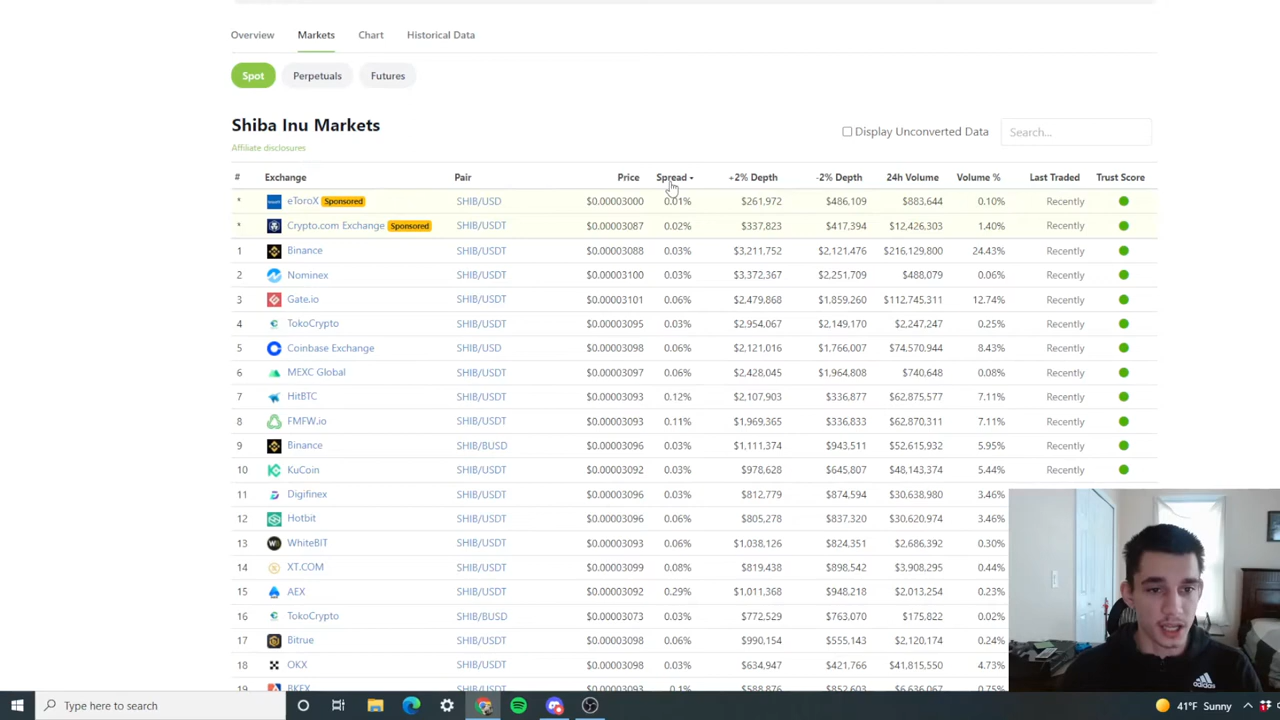 Overview Markets Chart Historical Data
Spot Perpetuals Futures
Shiba Inu Markets
Display Unconverted Data Search...
Affiliate disclosures
# Exchange Pair Price Spread +2% Depth -2% Depth 24h Volume Volume % Last Traded Trust Score
* eToroX Sponsored SHIB/USD $0.00003000 0.01% $261,972 $486,109 $883,644 0.10% Recently
* Crypto.com Exchange Sponsored SHIB/USDT $0.00003087 0.02% $337,823 $417,394 $12,426,303 1.40% Recently
1 Binance SHIB/USDT $0.00003088 0.03% $3,211,752 $2,121,476 $216,129,800 24.43% Recently
2 Nominex SHIB/USDT $0.00003100 0.03% $3,372,367 $2,251,709 $488,079 0.06% Recently
3 Gate.io SHIB/USDT $0.00003101 0.06% $2,479,868 $1,859,260 $112,745,311 12.74% Recently
4 TokoCrypto SHIB/USDT $0.00003095 0.03% $2,954,067 $2,149,170 $2,247,247 0.25% Recently
5 Coinbase Exchange SHIB/USD $0.00003098 0.06% $2,121,016 $1,766,007 $74,570,944 8.43% Recently
6 MEXC Global SHIB/USDT $0.00003097 0.06% $2,428,045 $1,964,808 $740,648 0.08% Recently
7 HitBTC SHIB/USDT $0.00003093 0.12% $2,107,903 $336,877 $62,875,577 7.11% Recently
8 FMFW.io SHIB/USDT $0.00003093 0.11% $1,969,365 $336,833 $62,870,311 7.11% Recently
9 Binance SHIB/BUSD $0.00003096 0.03% $1,111,374 $943,511 $52,615,932 5.95% Recently
10 KuCoin SHIB/USDT $0.00003092 0.03% $978,628 $645,807 $48,143,374 5.44% Recently
11 Digifinex SHIB/USDT $0.00003096 0.03% $812,779 $874,594 $30,638,980 3.46%
12 Hotbit SHIB/USDT $0.00003096 0.06% $805,278 $837,320 $30,620,974 3.46%
13 WhiteBIT SHIB/USDT $0.00003093 0.06% $1,038,126 $824,351 $2,686,392 0.30%
14 XT.COM SHIB/USDT $0.00003099 0.08% $819,438 $898,542 $3,908,295 0.44%
15 AEX SHIB/USDT $0.00003092 0.29% $1,011,368 $948,218 $2,013,254 0.23%
16 TokoCrypto SHIB/BUSD $0.00003073 0.03% $772,529 $763,070 $175,822 0.02%
17 Bitrue SHIB/USDT $0.00003098 0.06% $990,154 $555,143 $2,120,174 0.24%
18 OKX SHIB/USDT $0.00003098 0.03% $634,947 $421,766 $41,815,550 4.73%
19 BKEX SHIB/USDT $0.00003093 0.1% $588,876 $852,603 $6,636,067 0.75%
Type here to search 41°F Sunny